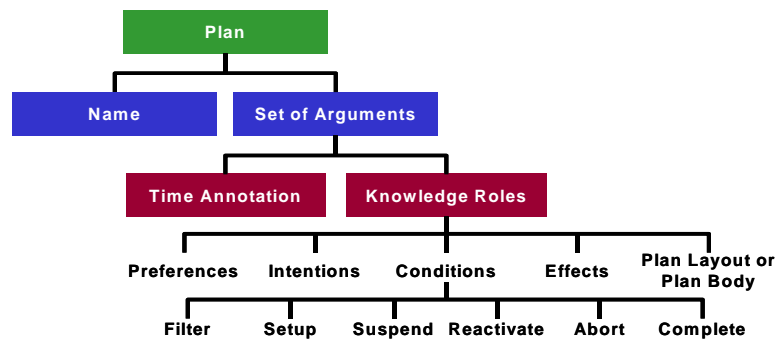 Plan
Name
Set of Arguments
Time Annotation
Knowledge Roles
Preferences
Intentions
Conditions
Effects
Plan Layout or
Plan Body
Filter
Setup
Suspend
Reactivate
Abort
Complete